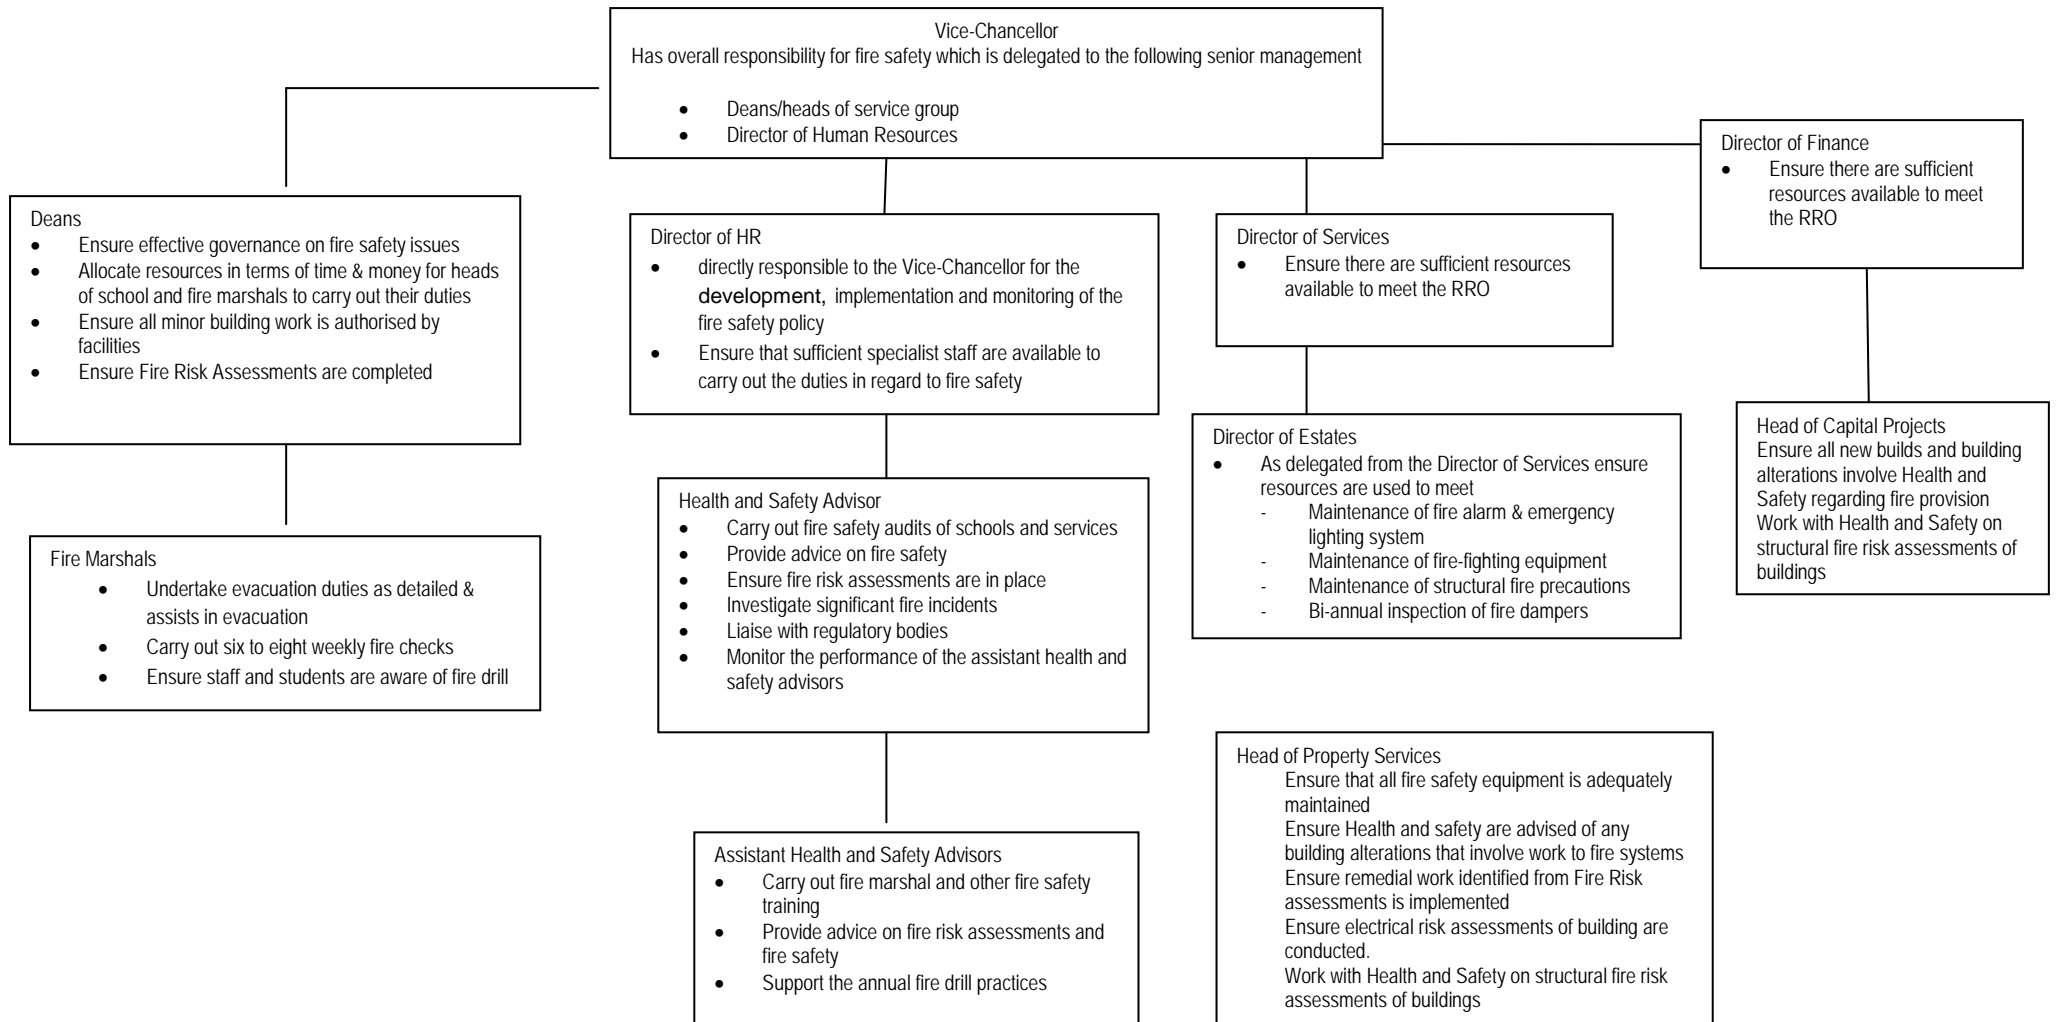 Vice-Chancellor
Has overall responsibility for fire safety which is delegated to the following senior management
• Deans/heads of service group
• Director of Human Resources
Director of Finance
• Ensure there are sufficient
resources available to meet
the RRO
Deans
• Ensure effective governance on fire safety issues
• Allocate resources in terms of time & money for heads
of school and fire marshals to carry out their duties
• Ensure all minor building work is authorised by
facilities
• Ensure Fire Risk Assessments are completed
Director of HR
• directly responsible to the Vice-Chancellor for the
development, implementation and monitoring of the
fire safety policy
• Ensure that sufficient specialist staff are available to
carry out the duties in regard to fire safety
Director of Services
• Ensure there are sufficient resources
available to meet the RRO
Head of Capital Projects
Ensure all new builds and building
alterations involve Health and
Safety regarding fire provision
Work with Health and Safety on
structural fire risk assessments of
buildings
Director of Estates
• As delegated from the Director of Services ensure
resources are used to meet
- Maintenance of fire alarm & emergency
lighting system
- Maintenance of fire-fighting equipment
- Maintenance of structural fire precautions
- Bi-annual inspection of fire dampers
Health and Safety Advisor
• Carry out fire safety audits of schools and services
• Provide advice on fire safety
• Ensure fire risk assessments are in place
• Investigate significant fire incidents
• Liaise with regulatory bodies
• Monitor the performance of the assistant health and
safety advisors
Fire Marshals
• Undertake evacuation duties as detailed &
assists in evacuation
• Carry out six to eight weekly fire checks
• Ensure staff and students are aware of fire drill
Head of Property Services
Ensure that all fire safety equipment is adequately
maintained
Ensure Health and safety are advised of any
building alterations that involve work to fire systems
Ensure remedial work identified from Fire Risk
assessments is implemented
Ensure electrical risk assessments of building are
conducted.
Work with Health and Safety on structural fire risk
assessments of buildings
Assistant Health and Safety Advisors
• Carry out fire marshal and other fire safety
training
• Provide advice on fire risk assessments and
fire safety
• Support the annual fire drill practices